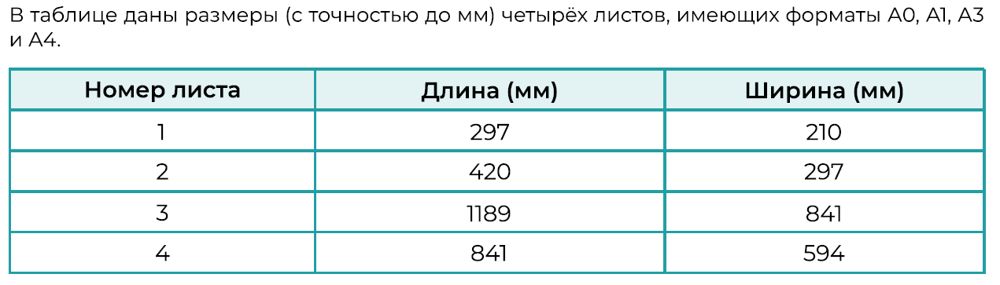 В таблице даны размеры (с точностью до мм) четырёх листов, имеющих форматы А0, А1, А3
и А4.
Номер листа Длина (мм) Ширина (мм)
1 297 210
2 420 297
3 1189 841
4 841 594